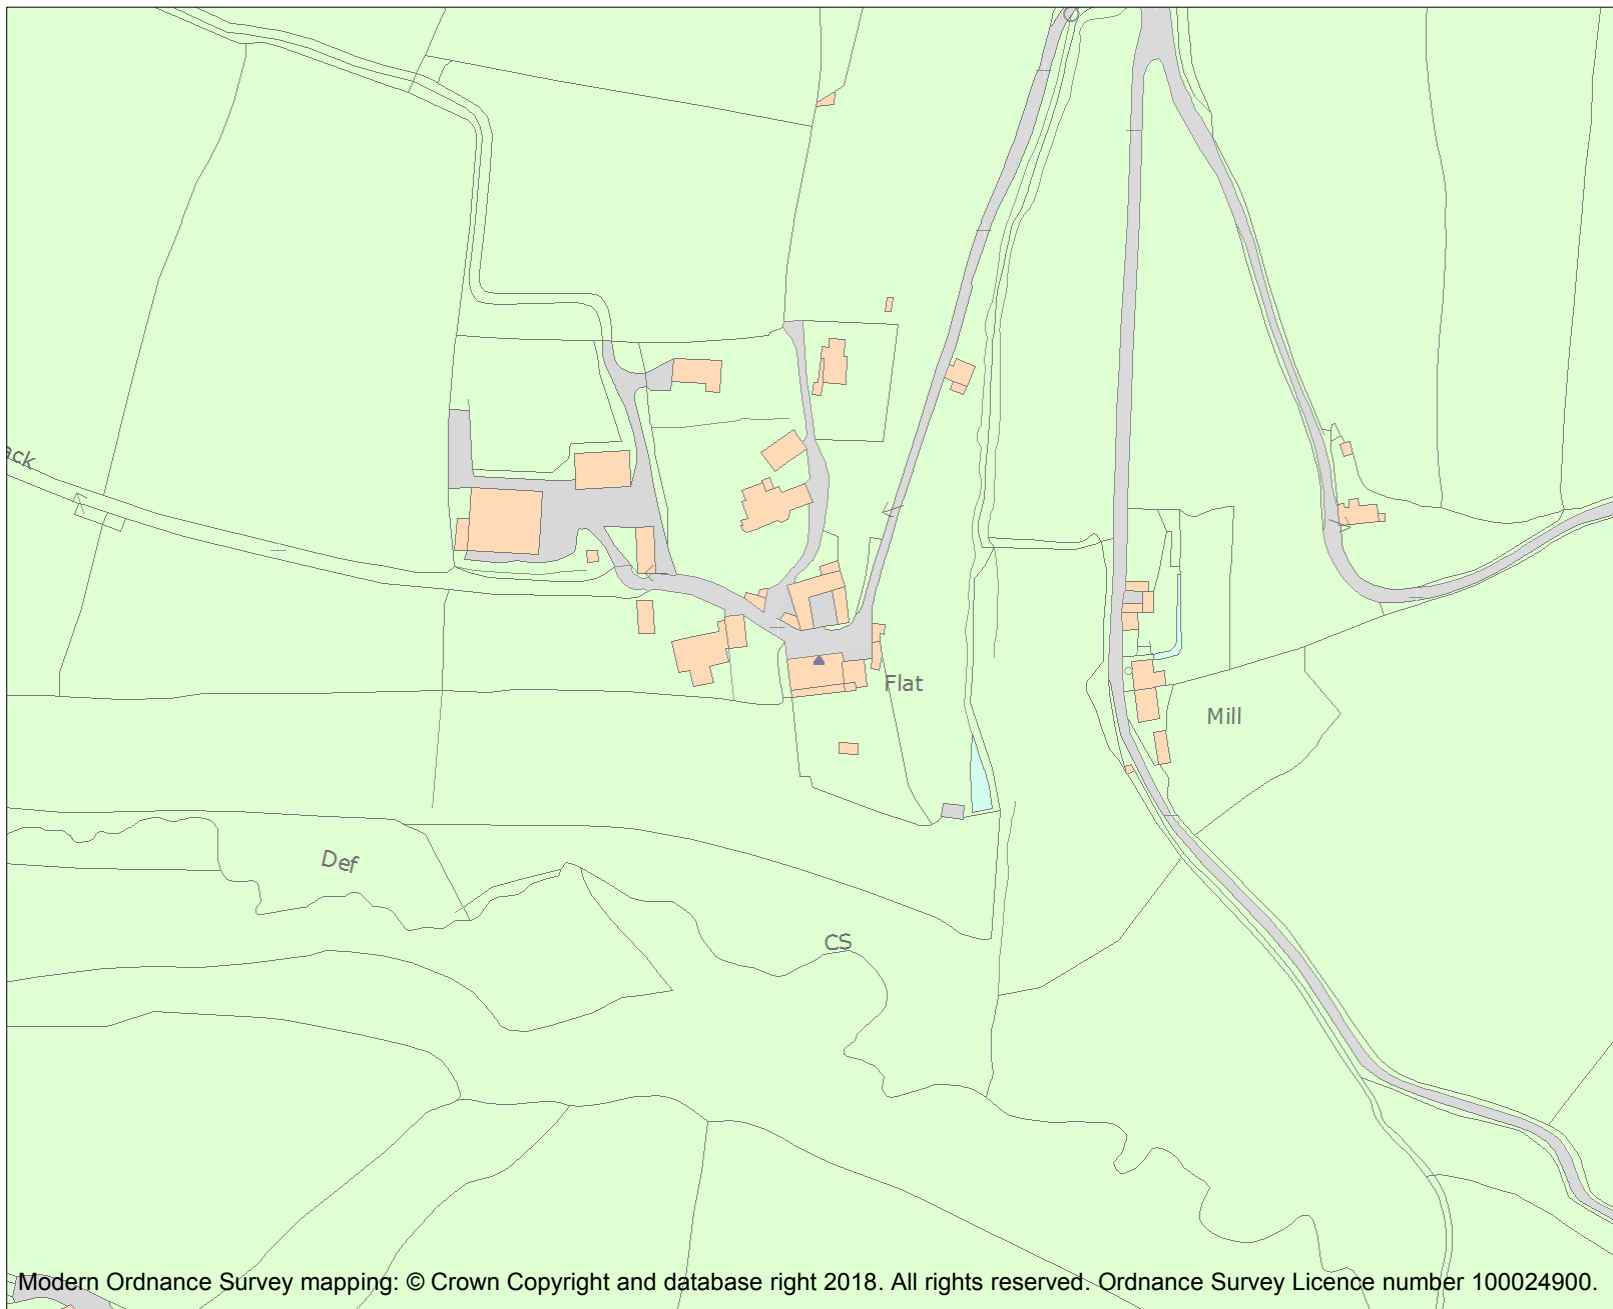 ack
Flat
Mill
Def
CS
Modern Ordnance Survey mapping: © Crown Copyright and database right 2018. All rights reserved. Ordnance Survey Licence number 100024900.